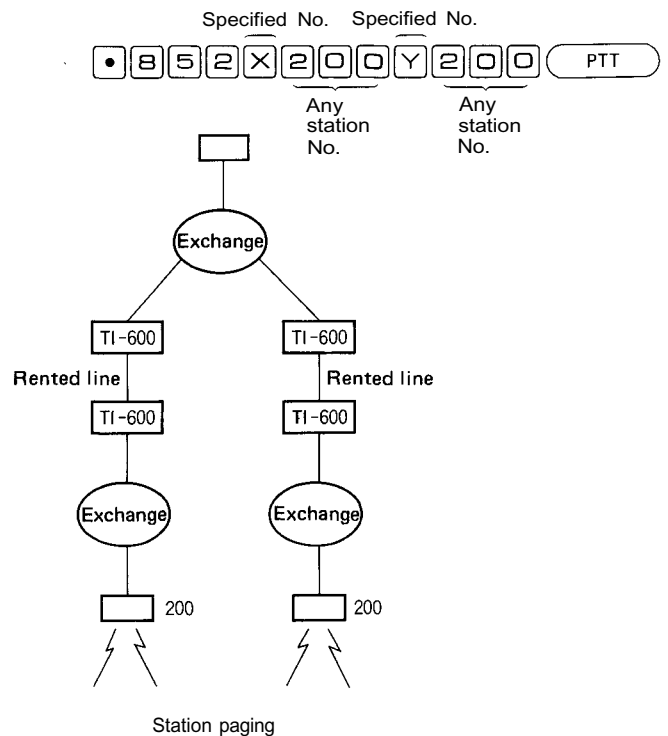 Specified No. Specified No.
• 8 5 2 X 2 0 0 Y 2 0 0 PTT
Any station No. Any station No.
Exchange
TI-600 TI-600
Rented line Rented line
TI-600 TI-600
Exchange Exchange
200 200
Station paging